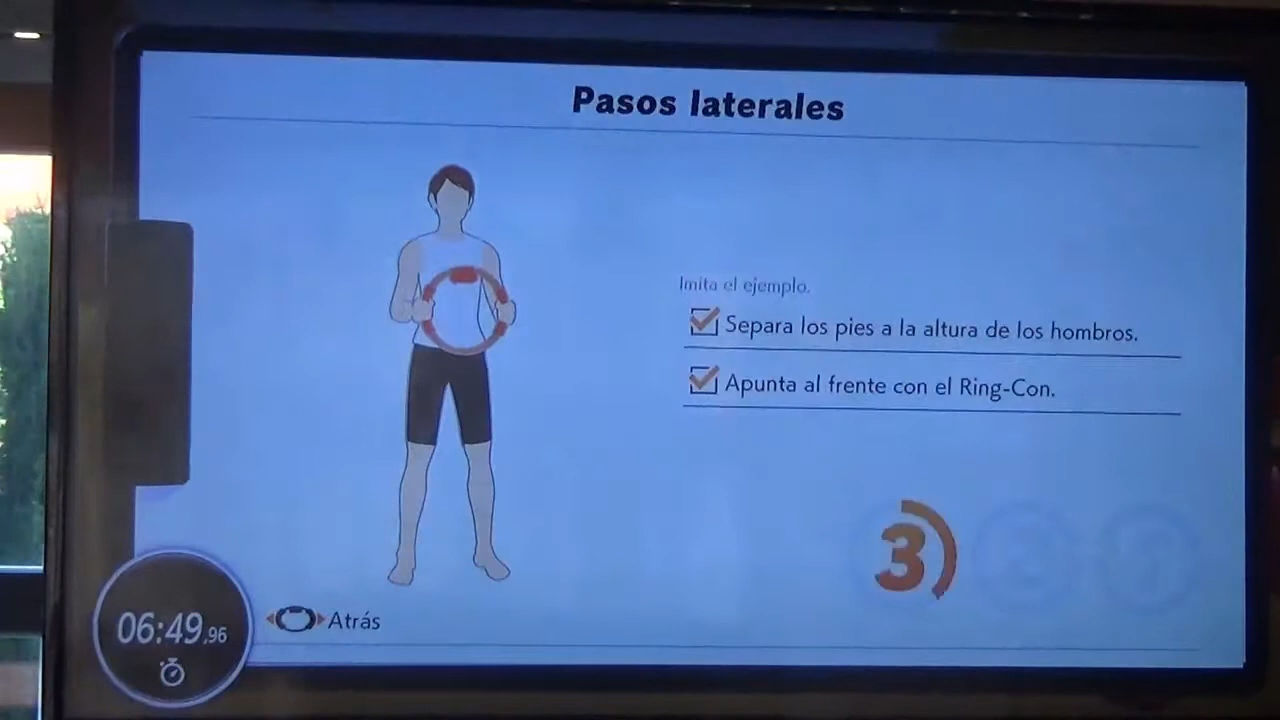 Pasos laterales
Imita el ejemplo.
Separa los pies a la altura de los hombros.
Apunta al frente con el Ring-Con.
3
06:49.96
Atrás